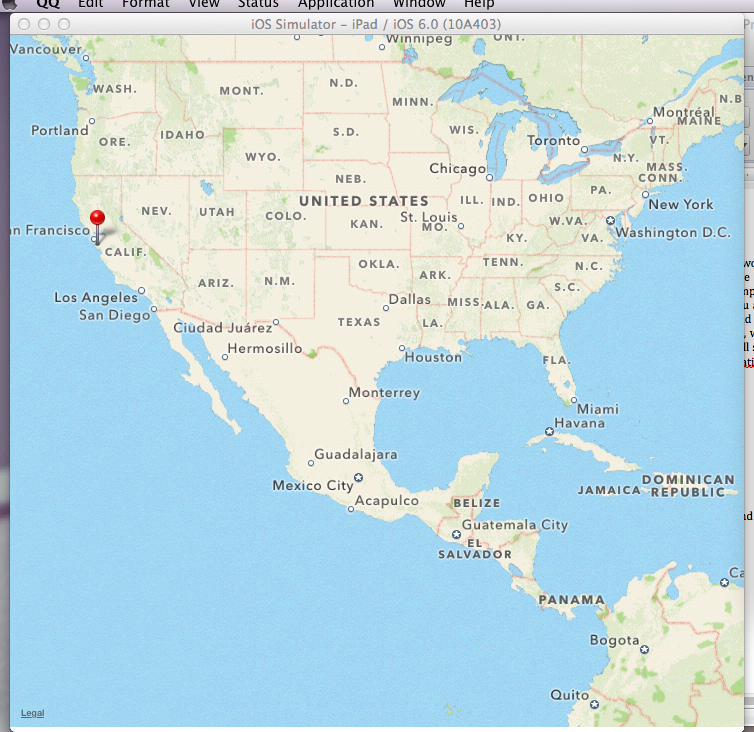 QQ Edit Format View Status Application Window Help
iOS Simulator – iPad / iOS 6.0 (10A403)
Vancouver
Winnipeg
ONT.
WASH.
MONT.
N.D.
MINN.
Montréal
N.B
MAINE
Portland
ORE.
IDAHO
S.D.
WIS.
Toronto
VT.
N.Y.
WYO.
Chicago
MASS.
CONN.
NEB.
PA.
UNITED STATES
ILL.
IND.
OHIO
New York
NEV.
UTAH
COLO.
KAN.
St. Louis
MO.
W.VA.
an Francisco
KY.
VA.
Washington D.C.
CALIF.
OKLA.
TENN.
N.C.
ARIZ.
N.M.
ARK.
S.C.
Los Angeles
Dallas
MISS.
ALA.
GA.
San Diego
Ciudad Juárez
TEXAS
LA.
Hermosillo
Houston
FLA.
Monterrey
Miami
Havana
Guadalajara
Mexico City
DOMINICAN
REPUBLIC
JAMAICA
Acapulco
BELIZE
Guatemala City
EL
SALVADOR
Ca
PANAMA
Bogota
Quito
Legal